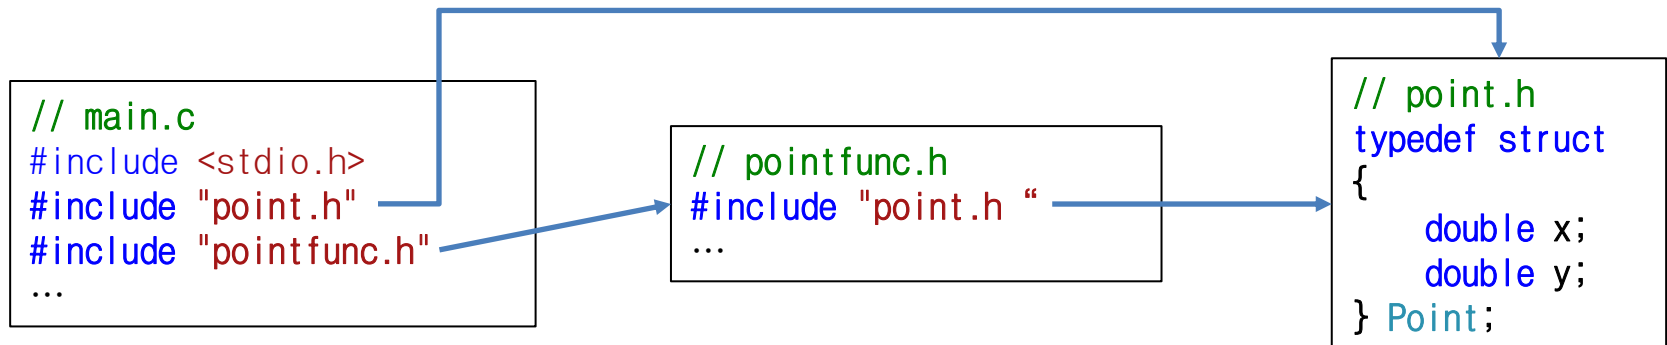 // main.c
#include <stdio.h>
#include "point.h"
#include "pointfunc.h"
...
// pointfunc.h
#include "point.h “
...
// point.h
typedef struct
{
    double x;
    double y;
} Point;